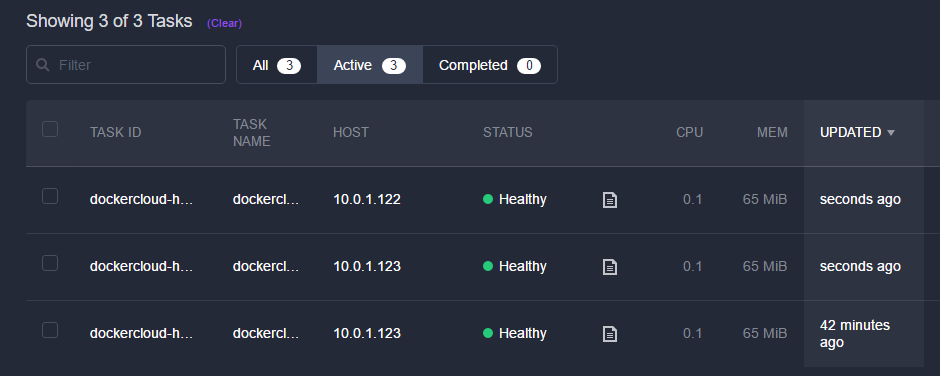 Showing 3 of 3 Tasks (Clear)
Filter All 3 Active 3 Completed 0
TASK ID TASK NAME HOST STATUS CPU MEM UPDATED
dockercloud-h... dockercl... 10.0.1.122 Healthy 0.1 65 MiB seconds ago
dockercloud-h... dockercl... 10.0.1.123 Healthy 0.1 65 MiB seconds ago
dockercloud-h... dockercl... 10.0.1.123 Healthy 0.1 65 MiB 42 minutes ago